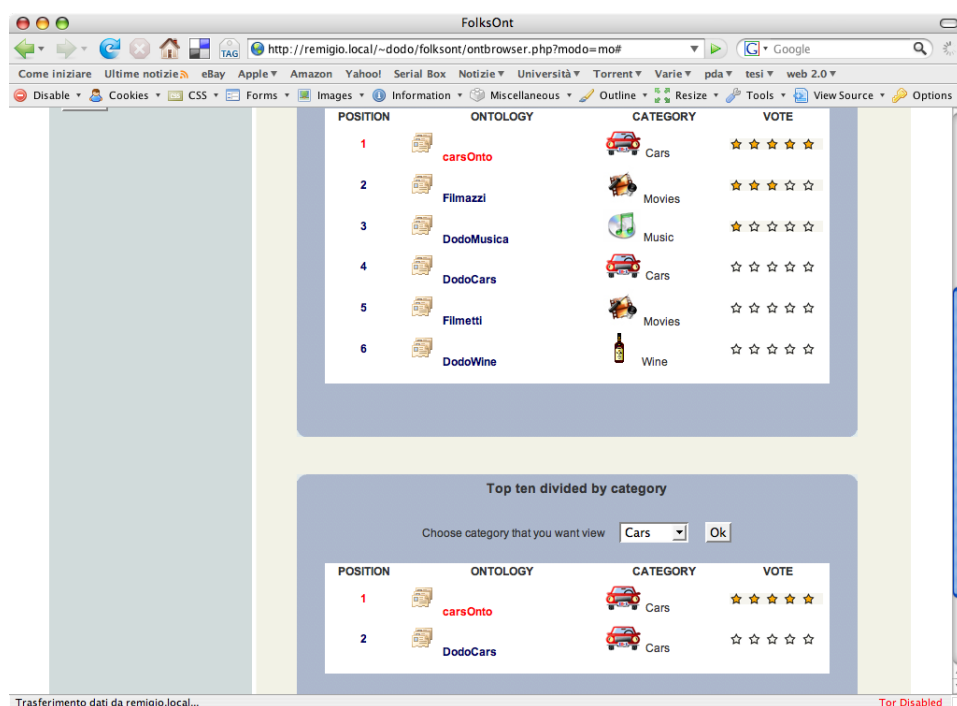 FolksOnt
TAG http://remigio.local/~dodo/folksont/ontbrowser.php?modo=mo# G Google
Come iniziare Ultime notizie eBay Apple Amazon Yahoo! Serial Box Notizie Università Torrent Varie pda tesi web 2.0
Disable Cookies CSS Forms Images Information Miscellaneous Outline Resize Tools View Source Options
POSITION ONTOLOGY CATEGORY VOTE
1 carsOnto Cars
2 Filmazzi Movies
3 DodoMusica Music
4 DodoCars Cars
5 Filmetti Movies
6 DodoWine Wine
Top ten divided by category
Choose category that you want view Cars Ok
POSITION ONTOLOGY CATEGORY VOTE
1 carsOnto Cars
2 DodoCars Cars
Trasferimento dati da remigio.local... Tor Disabled